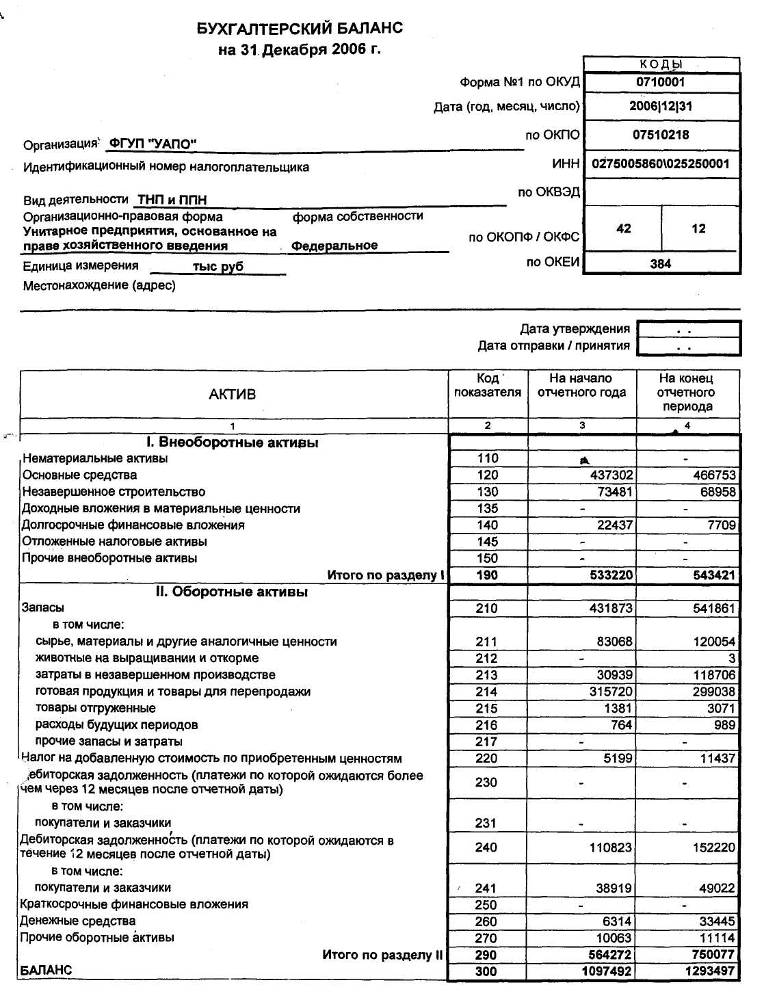 БУХГАЛТЕРСКИЙ БАЛАНС
на 31 Декабря 2006 г.
КОДЫ
Форма №1 по ОКУД 0710001
Дата (год, месяц, число) 2006|12|31
Организация ФГУП "УАПО" по ОКПО 07510218
Идентификационный номер налогоплательщика ИНН 0275005860\025250001
Вид деятельности ТНП и ППН по ОКВЭД
Организационно-правовая форма форма собственности
Унитарное предприятия, основанное на
праве хозяйственного введения Федеральное по ОКОПФ / ОКФС 42 12
Единица измерения тыс руб по ОКЕИ 384
Местонахождение (адрес)
Дата утверждения . .
Дата отправки / принятия . .
АКТИВ Код показателя На начало отчетного года На конец отчетного периода
1 2 3 4
I. Внеоборотные активы
Нематериальные активы 110 -
Основные средства 120 437302 466753
Незавершенное строительство 130 73481 68958
Доходные вложения в материальные ценности 135 - -
Долгосрочные финансовые вложения 140 22437 7709
Отложенные налоговые активы 145 - -
Прочие внеоборотные активы 150 - -
Итого по разделу I 190 533220 543421
II. Оборотные активы
Запасы 210 431873 541861
в том числе:
сырье, материалы и другие аналогичные ценности 211 83068 120054
животные на выращивании и откорме 212 - 3
затраты в незавершенном производстве 213 30939 118706
готовая продукция и товары для перепродажи 214 315720 299038
товары отгруженные 215 1381 3071
расходы будущих периодов 216 764 989
прочие запасы и затраты 217 - -
Налог на добавленную стоимость по приобретенным ценностям 220 5199 11437
ебиторская задолженность (платежи по которой ожидаются более
чем через 12 месяцев после отчетной даты) 230 - -
в том числе:
покупатели и заказчики 231 - -
Дебиторская задолженность (платежи по которой ожидаются в
течение 12 месяцев после отчетной даты) 240 110823 152220
в том числе:
покупатели и заказчики 241 38919 49022
Краткосрочные финансовые вложения 250 - -
Денежные средства 260 6314 33445
Прочие оборотные активы 270 10063 11114
Итого по разделу II 290 564272 750077
БАЛАНС 300 1097492 1293497